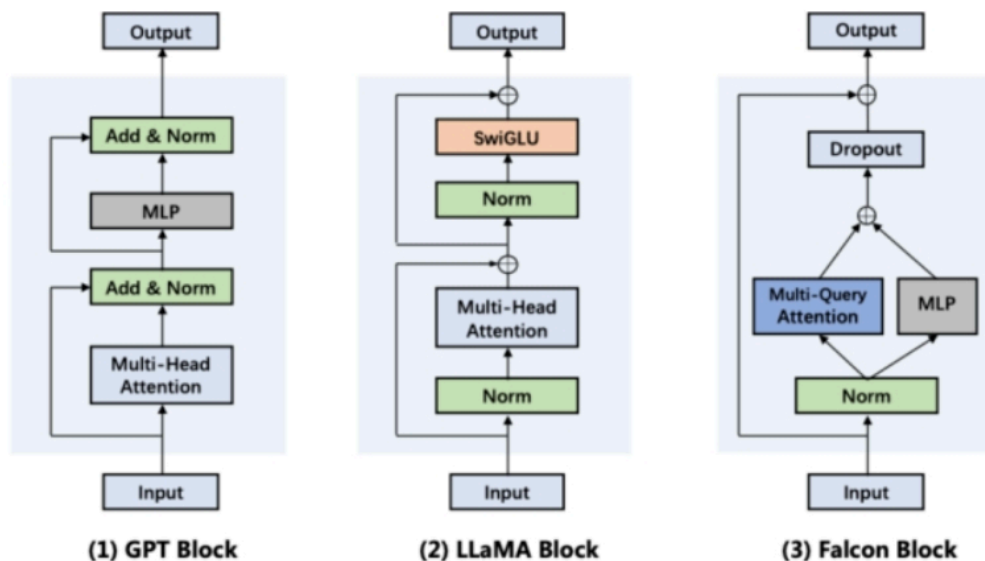 Output
Add & Norm
MLP
Add & Norm
Multi-Head
Attention
Input
(1) GPT Block
Output
SwiGLU
Norm
Multi-Head
Attention
Norm
Input
(2) LLaMA Block
Output
Dropout
Multi-Query
Attention
MLP
Norm
Input
(3) Falcon Block